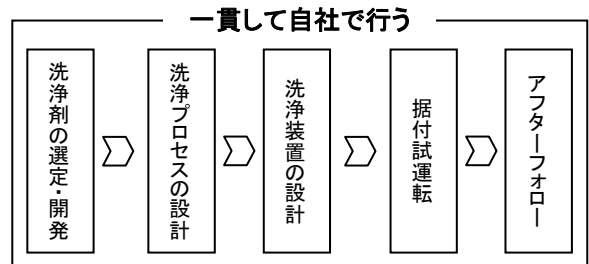 一貫して自社で行う
洗浄剤の選定・開発
洗浄プロセスの設計
洗浄装置の設計
据付試運転
アフターフォロー